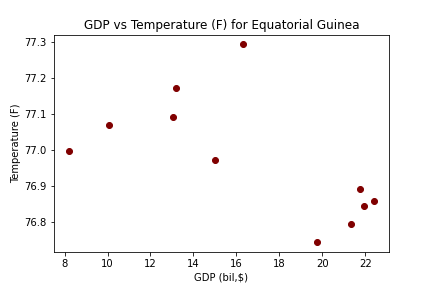 GDP vs Temperature (F) for Equatorial Guinea
77.3
77.2
77.1
77.0
76.9
76.8
Temperature (F)
8 10 12 14 16 18 20 22
GDP (bil,$)